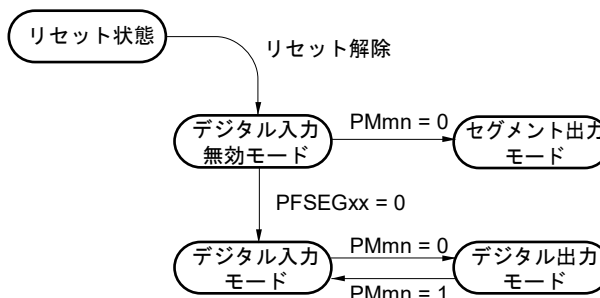 リセット状態
リセット解除
デジタル入力
無効モード
PMmn = 0
セグメント出力
モード
PFSEGxx = 0
デジタル入力
モード
PMmn = 0
PMmn = 1
デジタル出力
モード